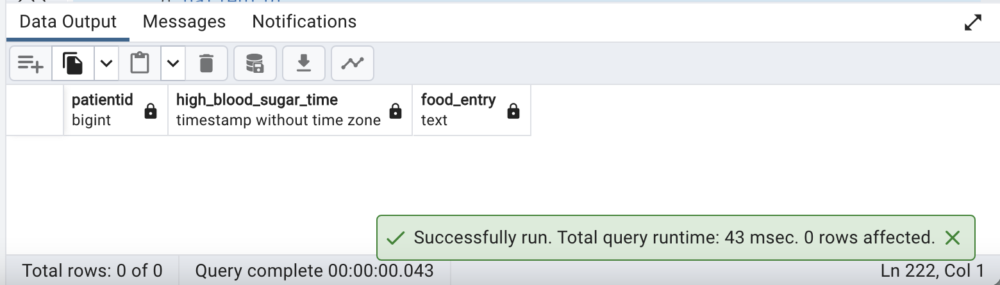 Data Output Messages Notifications
patientid high_blood_sugar_time food_entry
bigint timestamp without time zone text
Successfully run. Total query runtime: 43 msec. 0 rows affected.
Total rows: 0 of 0 Query complete 00:00:00.043 Ln 222, Col 1